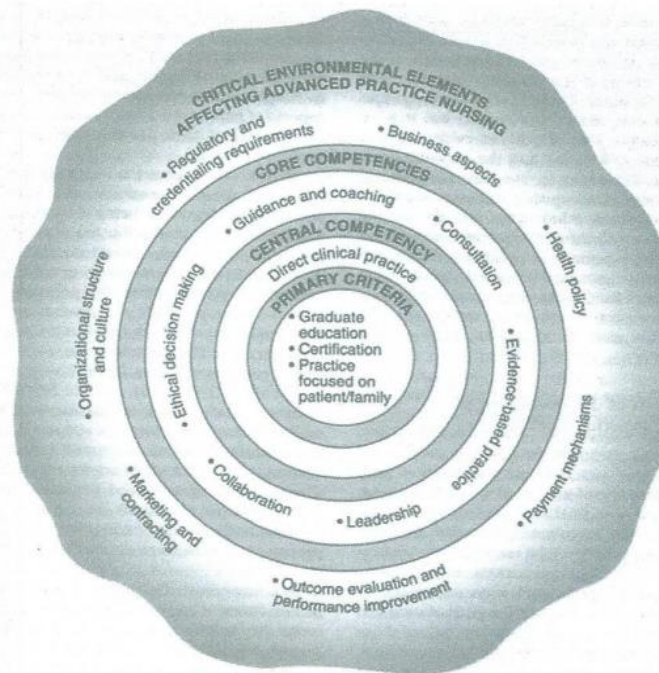 CRITICAL ENVIRONMENTAL ELEMENTS
AFFECTING ADVANCED PRACTICE NURSING
• Regulatory and
credentialing requirements
• Business aspects
CORE COMPETENCIES
• Guidance and coaching
• Consultation
• Health policy
CENTRAL COMPETENCY
Direct clinical practice
PRIMARY CRITERIA
• Graduate
education
• Certification
• Practice
focused on
patient/family
• Organizational structure
and culture
• Ethical decision making
• Evidence-based practice
• Payment mechanisms
• Collaboration
• Leadership
• Marketing and
contracting
• Outcome evaluation and
performance improvement